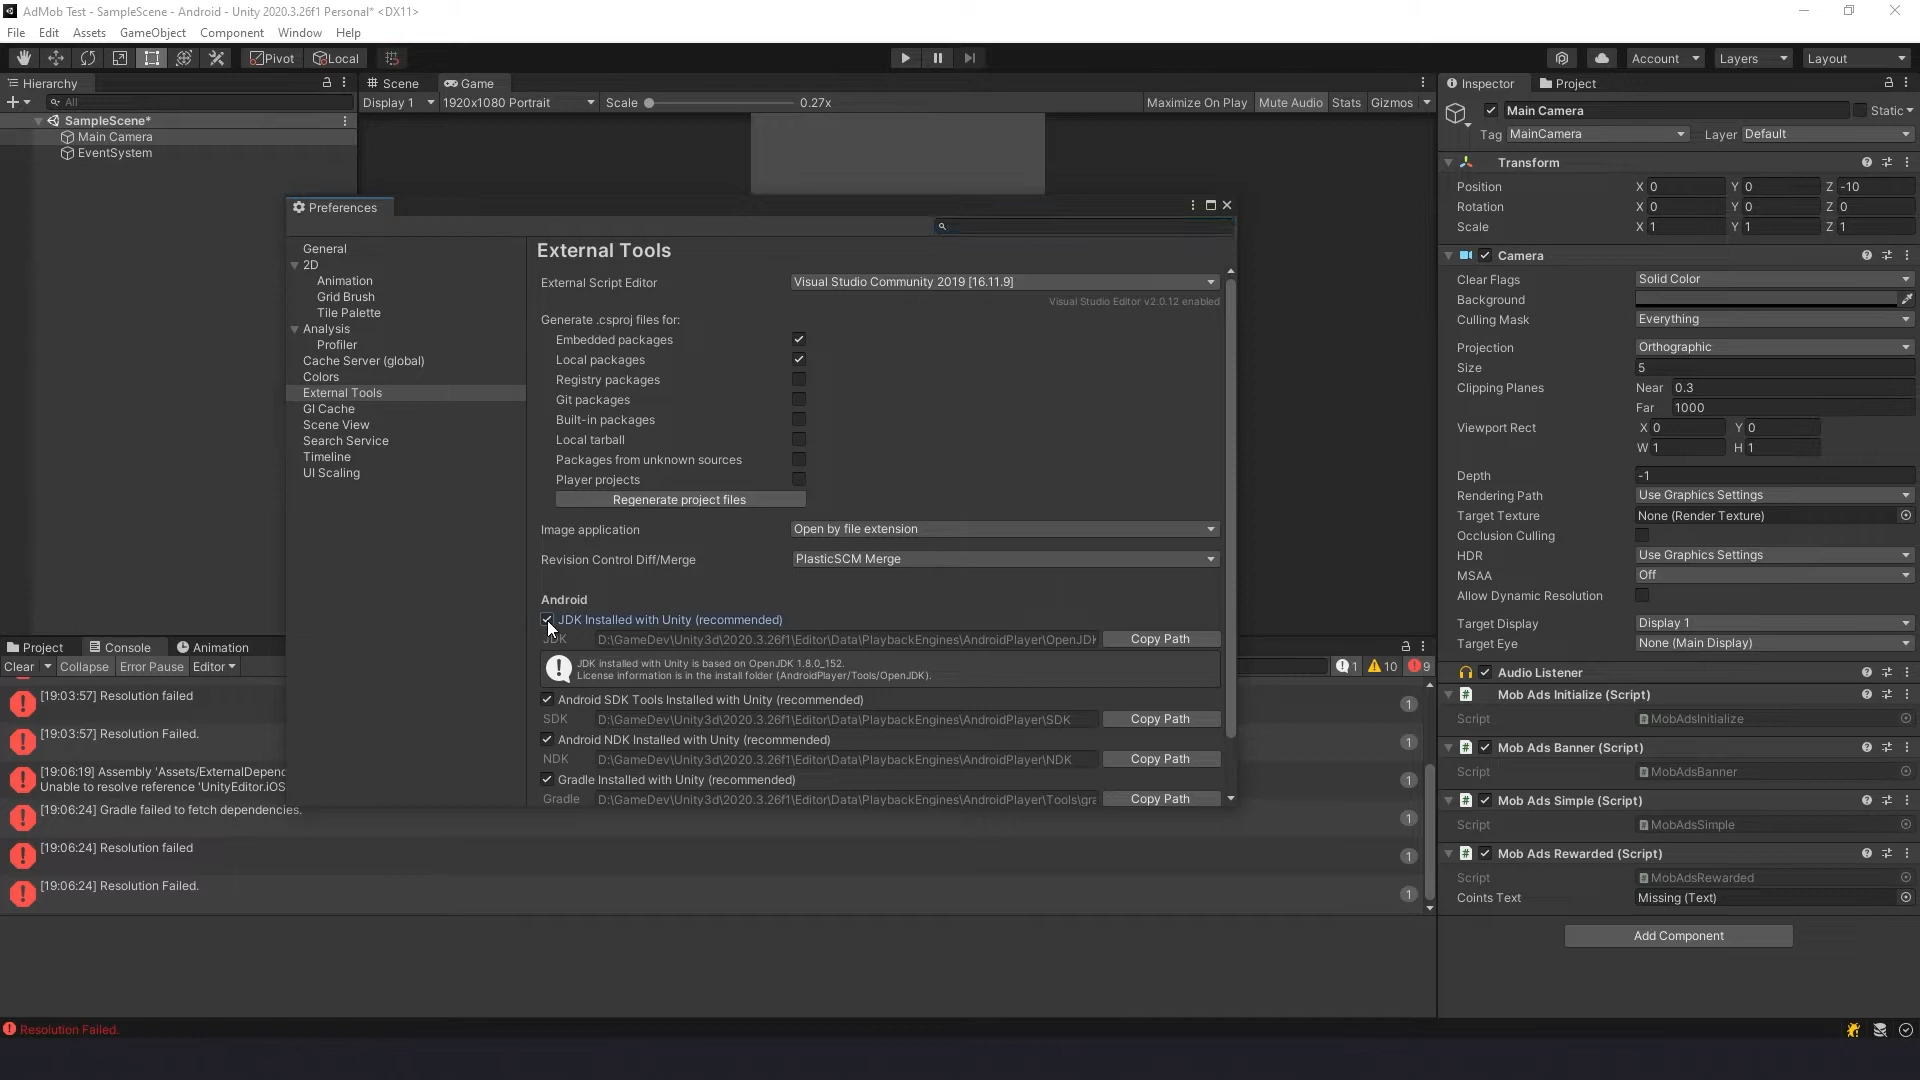 AdMob Test - SampleScene - Android - Unity 2020.3.26f1 Personal* <DX11>
File Edit Assets GameObject Component Window Help
Pivot Local Account Layers Layout
Hierarchy
All
SampleScene*
Main Camera
EventSystem
Scene Game
Display 1 1920x1080 Portrait Scale 0.27x Maximize On Play Mute Audio Stats Gizmos
Preferences
General
2D
Animation
Grid Brush
Tile Palette
Analysis
Profiler
Cache Server (global)
Colors
External Tools
GI Cache
Scene View
Search Service
Timeline
UI Scaling
External Tools
External Script Editor Visual Studio Community 2019 [16.11.9]
Visual Studio Editor v2.0.12 enabled
Generate .csproj files for:
Embedded packages
Local packages
Registry packages
Git packages
Built-in packages
Local tarball
Packages from unknown sources
Player projects
Regenerate project files
Image application Open by file extension
Revision Control Diff/Merge PlasticSCM Merge
Android
JDK Installed with Unity (recommended)
JDK D:\GameDev\Unity3d\2020.3.26f1\Editor\Data\PlaybackEngines\AndroidPlayer\OpenJDK Copy Path
JDK installed with Unity is based on OpenJDK 1.8.0_152.
License information is in the install folder (AndroidPlayer/Tools/OpenJDK).
Android SDK Tools Installed with Unity (recommended)
SDK D:\GameDev\Unity3d\2020.3.26f1\Editor\Data\PlaybackEngines\AndroidPlayer\SDK Copy Path
Android NDK Installed with Unity (recommended)
NDK D:\GameDev\Unity3d\2020.3.26f1\Editor\Data\PlaybackEngines\AndroidPlayer\NDK Copy Path
Gradle Installed with Unity (recommended)
Gradle D:\GameDev\Unity3d\2020.3.26f1\Editor\Data\PlaybackEngines\AndroidPlayer\Tools\gra Copy Path
Project Console Animation
Clear Collapse Error Pause Editor 1 10 9
[19:03:57] Resolution failed 1
[19:03:57] Resolution Failed. 1
[19:06:19] Assembly 'Assets/ExternalDepend
Unable to resolve reference 'UnityEditor.iOS 1
[19:06:24] Gradle failed to fetch dependencies. 1
[19:06:24] Resolution failed 1
[19:06:24] Resolution Failed. 1
Resolution Failed.
Inspector Project
Main Camera Static
Tag MainCamera Layer Default
Transform
Position X 0 Y 0 Z -10
Rotation X 0 Y 0 Z 0
Scale X 1 Y 1 Z 1
Camera
Clear Flags Solid Color
Background
Culling Mask Everything
Projection Orthographic
Size 5
Clipping Planes Near 0.3
Far 1000
Viewport Rect X 0 Y 0
W 1 H 1
Depth -1
Rendering Path Use Graphics Settings
Target Texture None (Render Texture)
Occlusion Culling
HDR Use Graphics Settings
MSAA Off
Allow Dynamic Resolution
Target Display Display 1
Target Eye None (Main Display)
Audio Listener
Mob Ads Initialize (Script)
Script MobAdsInitialize
Mob Ads Banner (Script)
Script MobAdsBanner
Mob Ads Simple (Script)
Script MobAdsSimple
Mob Ads Rewarded (Script)
Script MobAdsRewarded
Coints Text Missing (Text)
Add Component